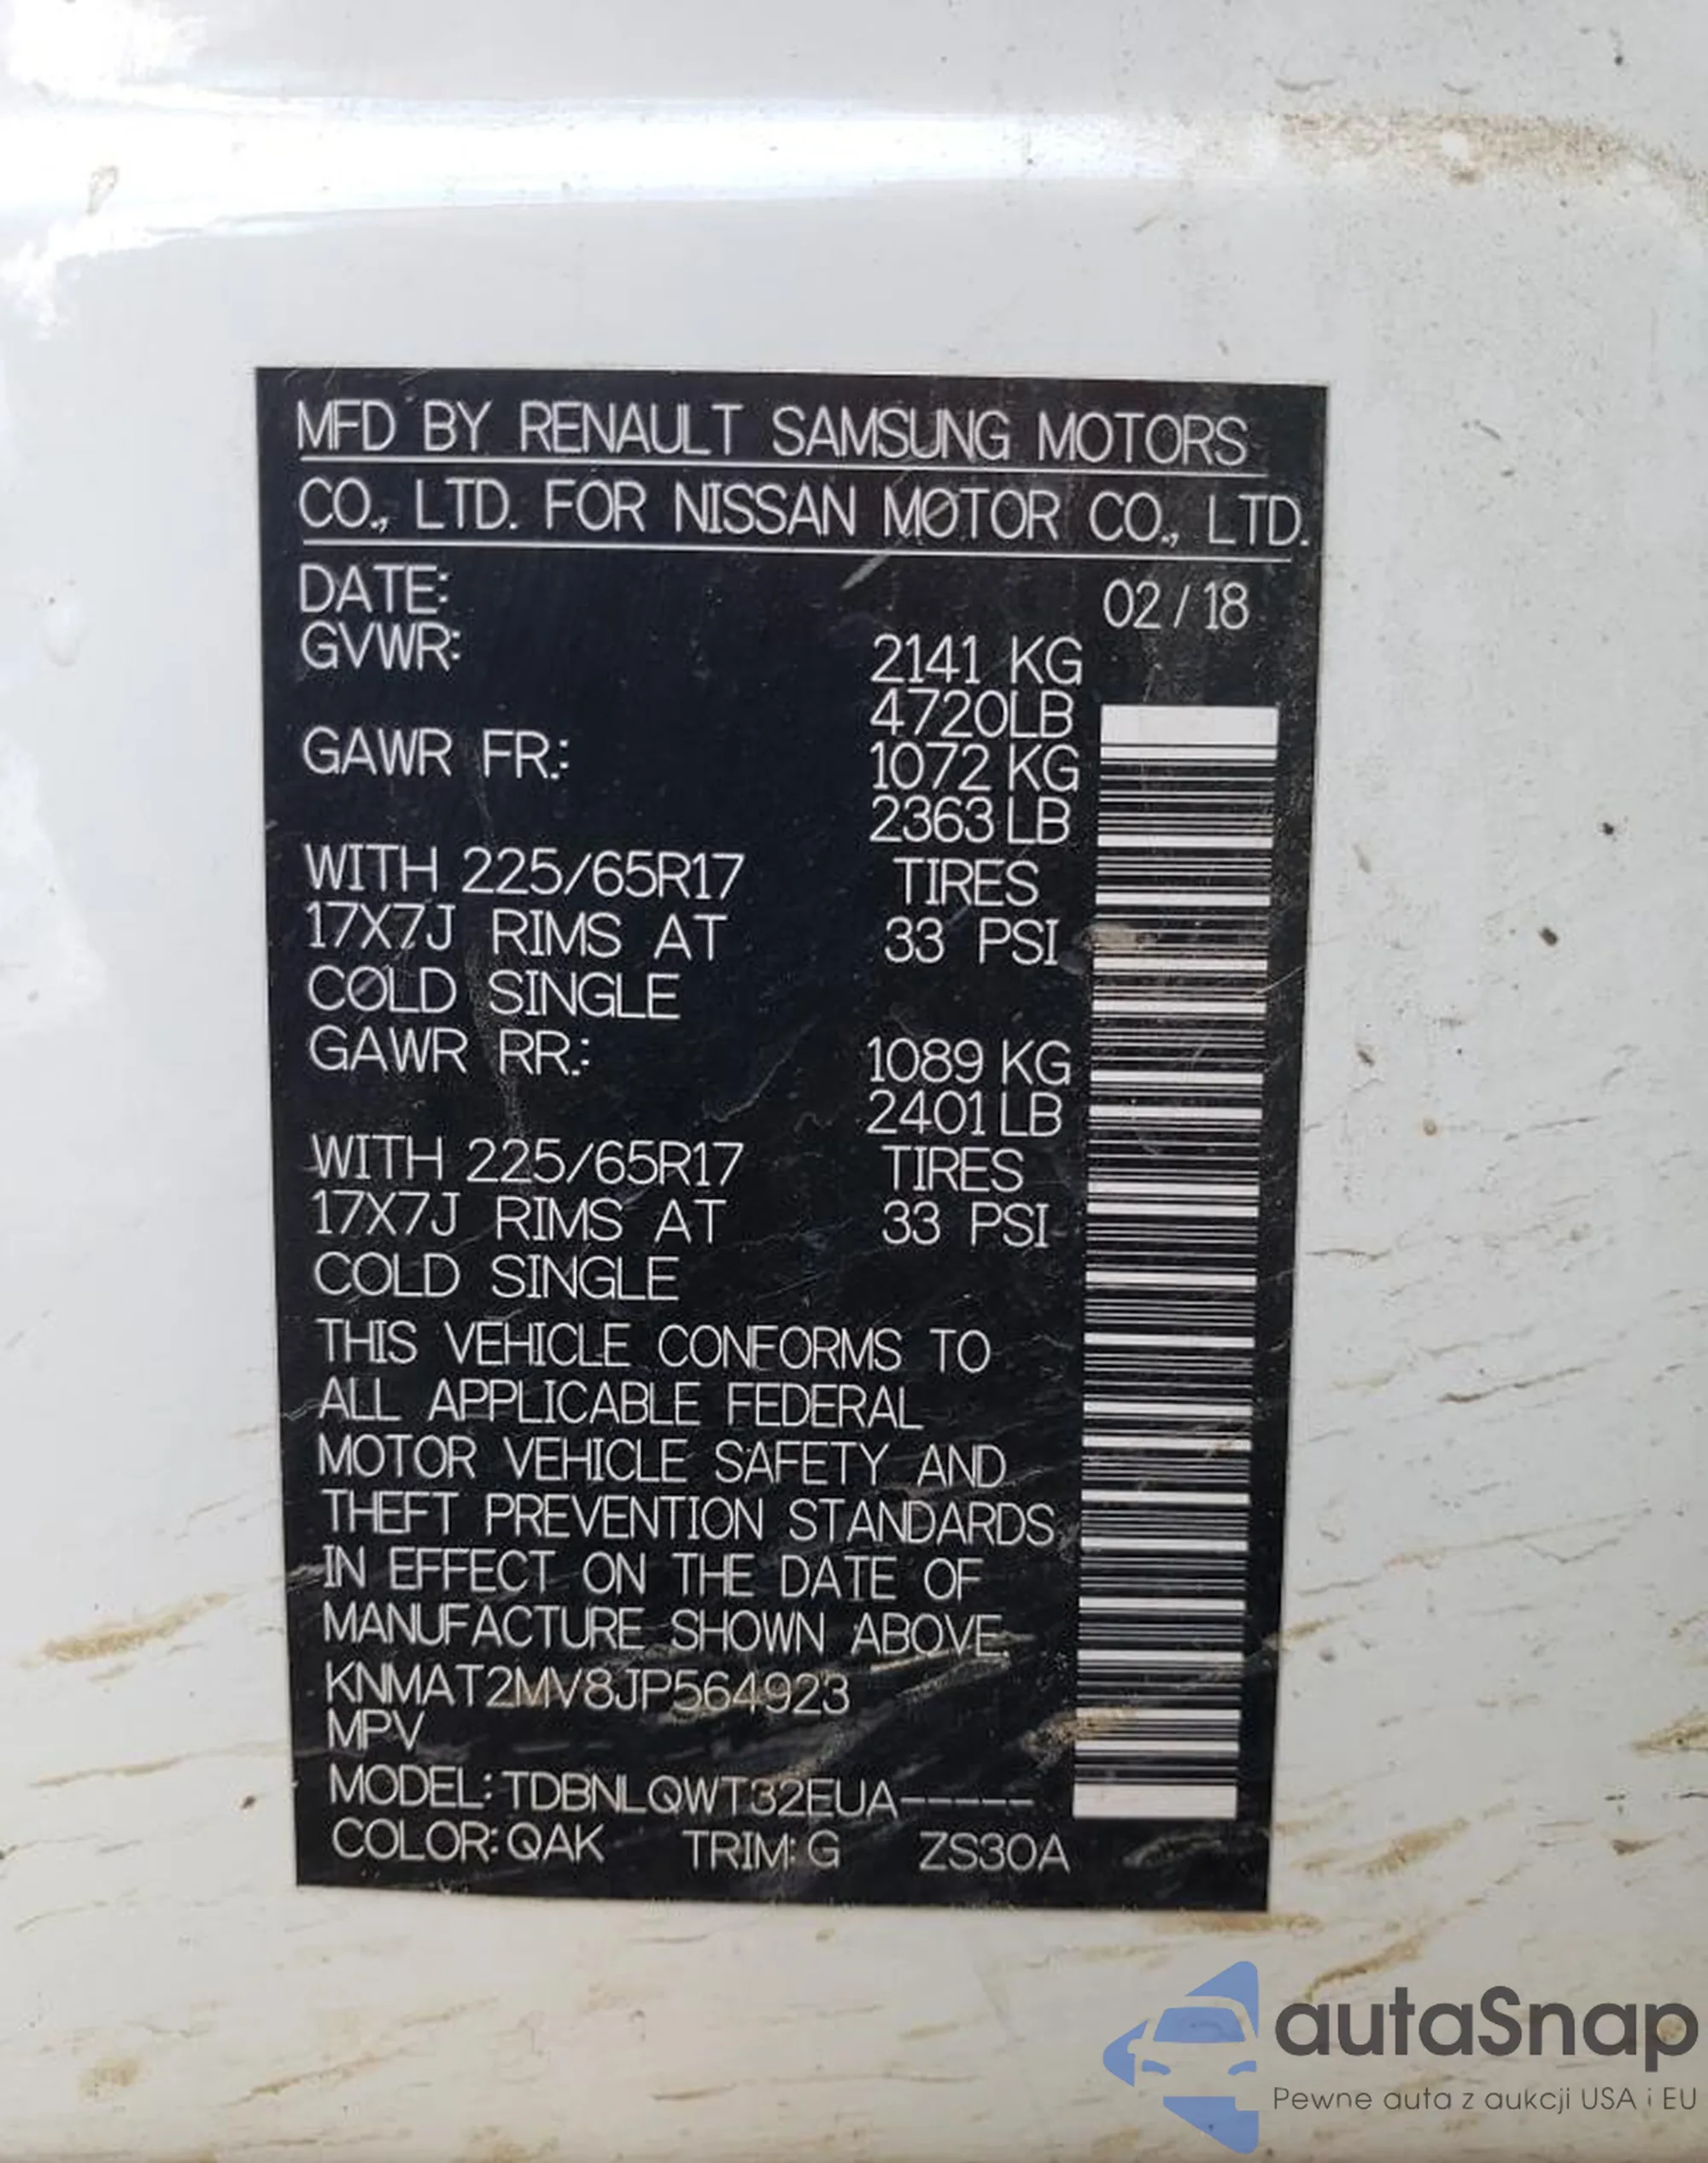 MFD BY RENAULT SAMSUNG MOTORS
CO., LTD. FOR NISSAN MOTOR CO., LTD.
DATE: 02/18
GVWR: 2141 KG
4720LB
GAWR FR.: 1072 KG
2363 LB
WITH 225/65R17 TIRES
17X7J RIMS AT 33 PSI
COLD SINGLE
GAWR RR.: 1089 KG
2401 LB
WITH 225/65R17 TIRES
17X7J RIMS AT 33 PSI
COLD SINGLE
THIS VEHICLE CONFORMS TO
ALL APPLICABLE FEDERAL
MOTOR VEHICLE SAFETY AND
THEFT PREVENTION STANDARDS
IN EFFECT ON THE DATE OF
MANUFACTURE SHOWN ABOVE.
KNMAT2MV8JP564923
MPV
MODEL: TDBNLQWT32EUA-----
COLOR: QAK TRIM: G ZS30A
autaSnap
Pewne auta z aukcji USA i EU